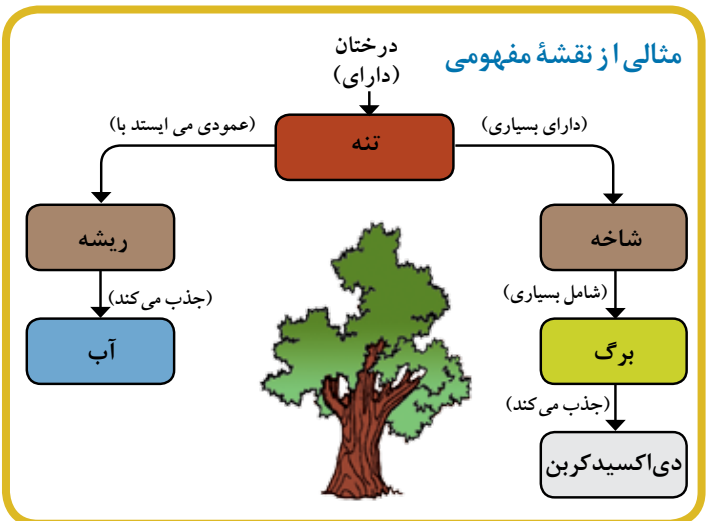 مثالی از نقشهٔ مفهومی
درختان
(دارای)
تنه
(دارای بسیاری)
(عمودی می ایستد با)
شاخه
ریشه
(شامل بسیاری)
(جذب می‌کند)
برگ
آب
(جذب می‌کند)
دی‌اکسیدکربن